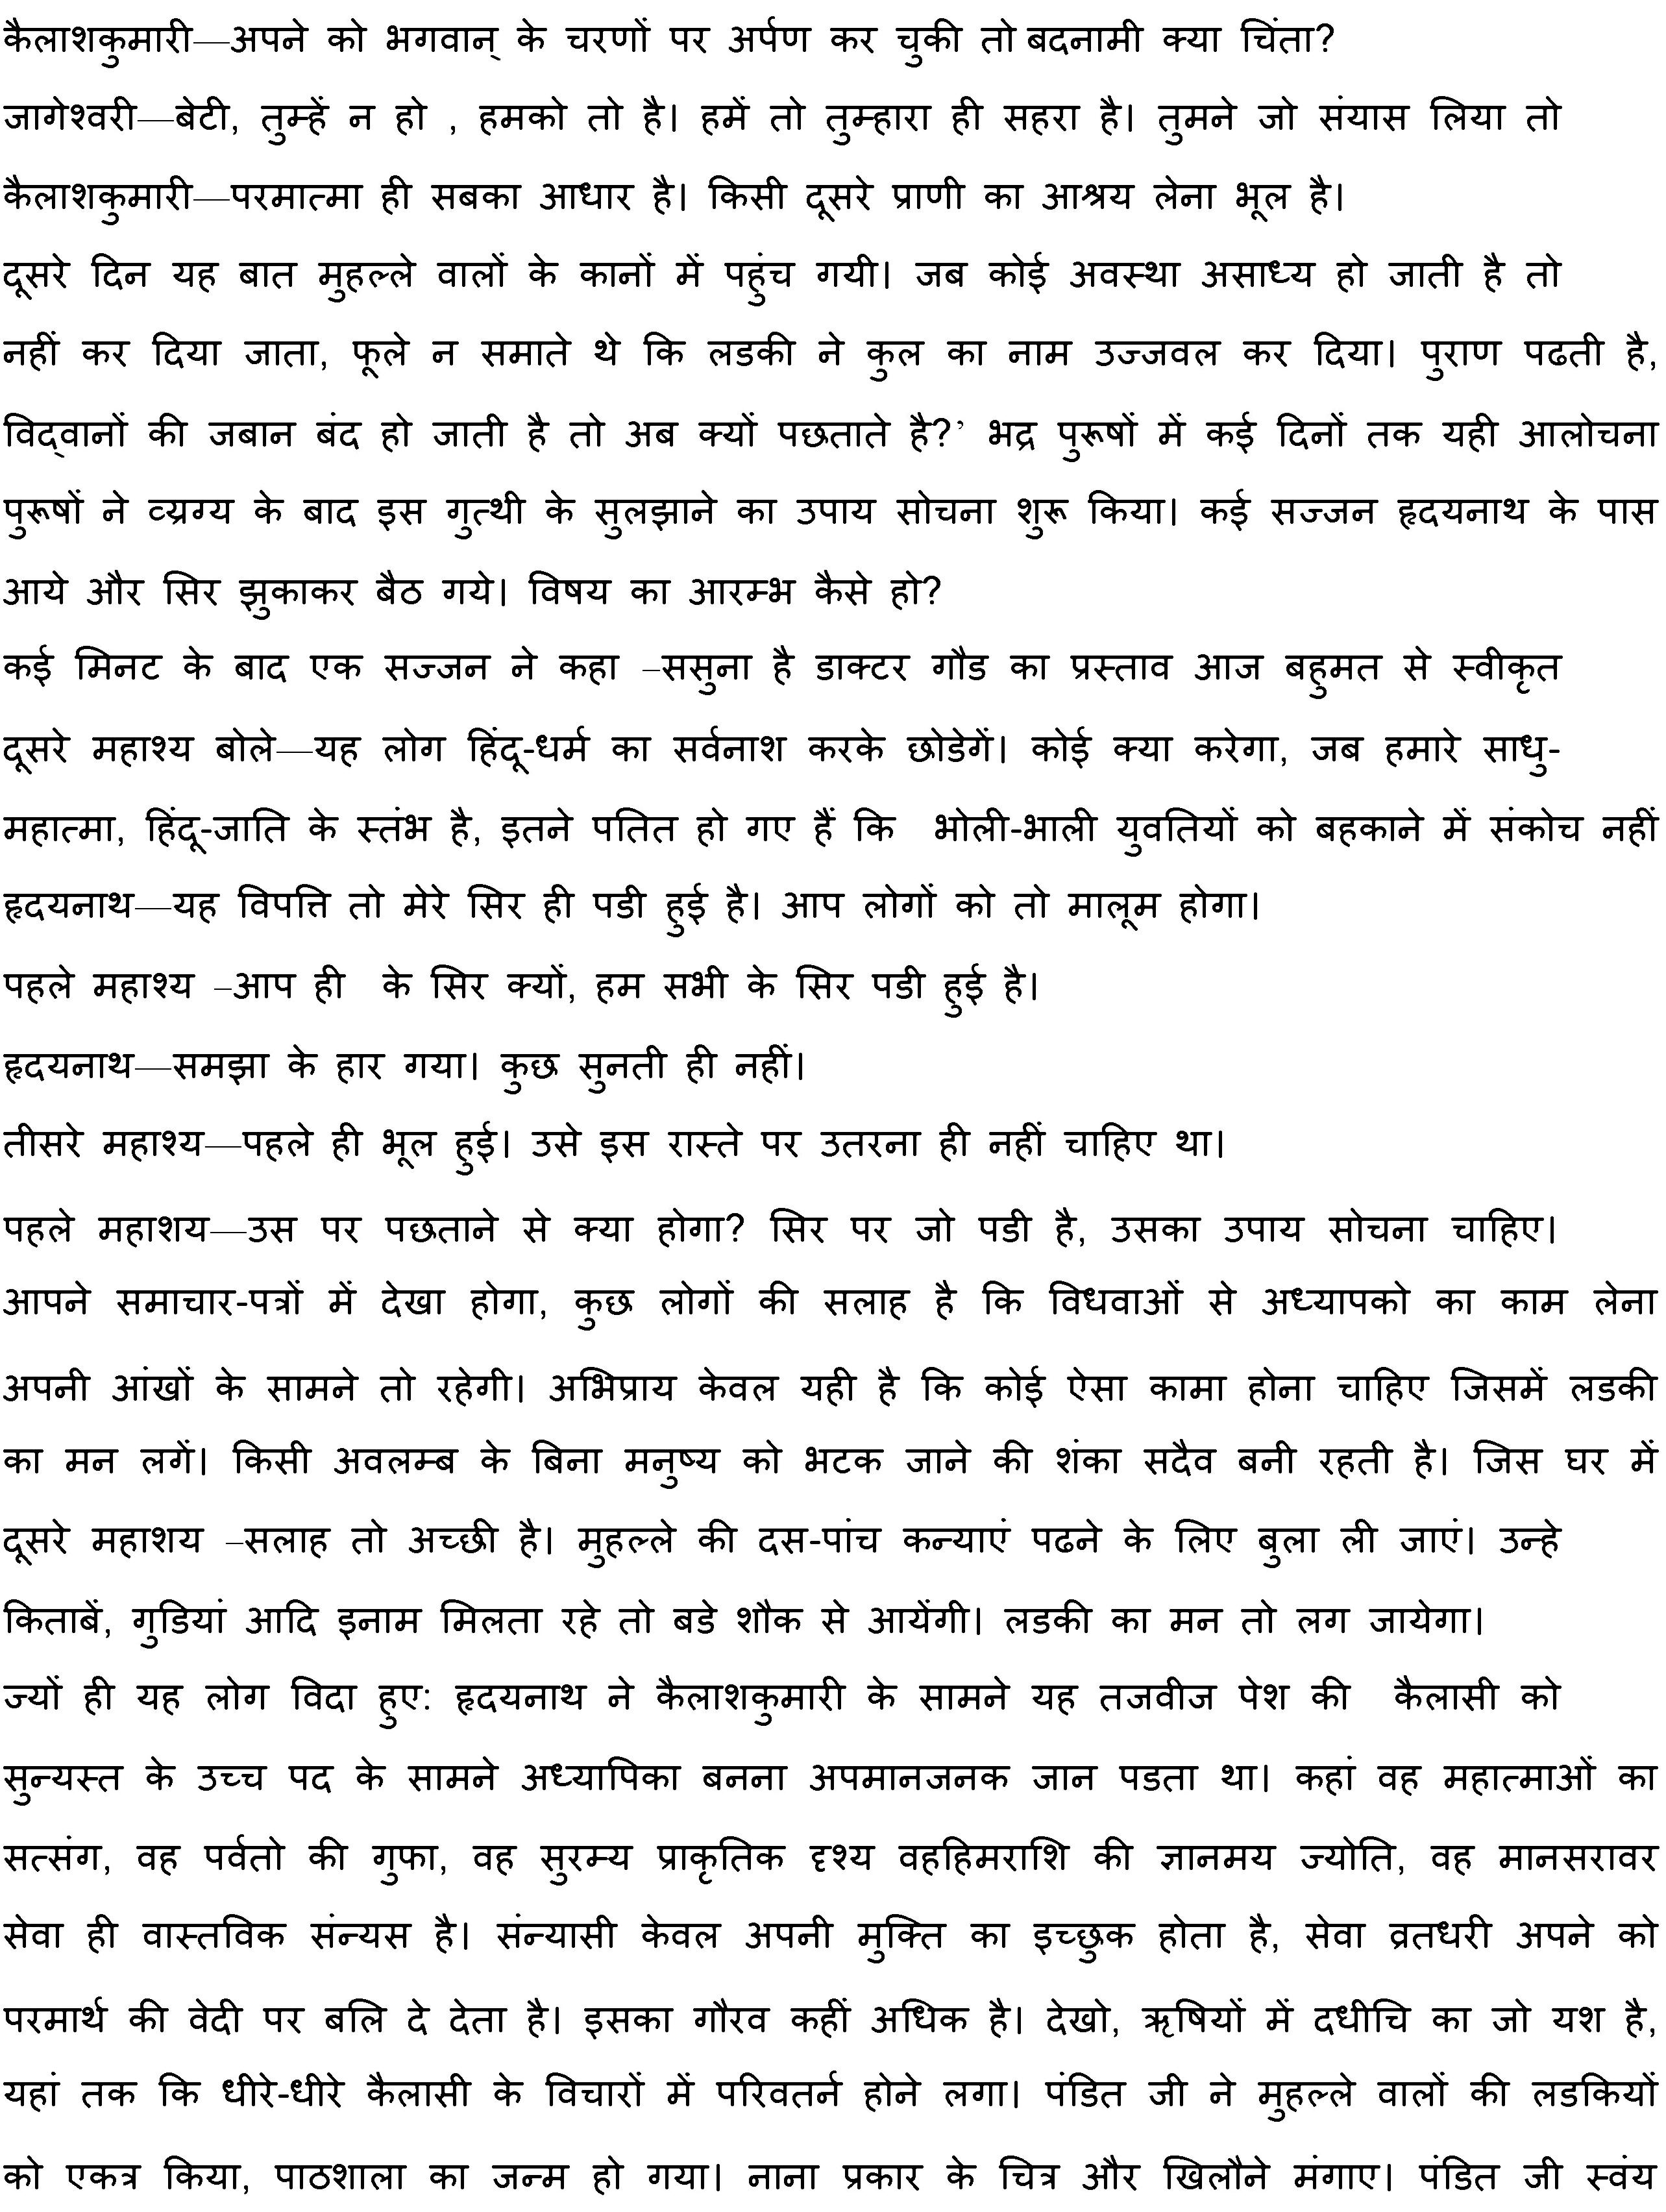 कैलाशकुमारी—अपने को भगवान् के चरणों पर अर्पण कर चुकी तो बदनामी क्या चिंता?
जागेश्वरी—बेटी, तुम्हें न हो , हमको तो है। हमें तो तुम्हारा ही सहरा है। तुमने जो संयास लिया तो
कैलाशकुमारी—परमात्मा ही सबका आधार है। किसी दूसरे प्राणी का आश्रय लेना भूल है।
दूसरे दिन यह बात मुहल्ले वालों के कानों में पहुंच गयी। जब कोई अवस्था असाध्य हो जाती है तो
नहीं कर दिया जाता, फूले न समाते थे कि लडकी ने कुल का नाम उज्जवल कर दिया। पुराण पढती है,
विद्वानों की जबान बंद हो जाती है तो अब क्यों पछताते है?’ भद्र पुरूषों में कई दिनों तक यही आलोचना
पुरूषों ने व्य्रग्य के बाद इस गुत्थी के सुलझाने का उपाय सोचना शुरू किया। कई सज्जन हृदयनाथ के पास
आये और सिर झुकाकर बैठ गये। विषय का आरम्भ कैसे हो?
कई मिनट के बाद एक सज्जन ने कहा –ससुना है डाक्टर गौड का प्रस्ताव आज बहुमत से स्वीकृत
दूसरे महाश्य बोले—यह लोग हिंदू-धर्म का सर्वनाश करके छोडेगें। कोई क्या करेगा, जब हमारे साधु-
महात्मा, हिंदू-जाति के स्तंभ है, इतने पतित हो गए हैं कि भोली-भाली युवतियों को बहकाने में संकोच नहीं
हृदयनाथ—यह विपत्ति तो मेरे सिर ही पडी हुई है। आप लोगों को तो मालूम होगा।
पहले महाश्य –आप ही के सिर क्यों, हम सभी के सिर पडी हुई है।
हृदयनाथ—समझा के हार गया। कुछ सुनती ही नहीं।
तीसरे महाश्य—पहले ही भूल हुई। उसे इस रास्ते पर उतरना ही नहीं चाहिए था।
पहले महाशय—उस पर पछताने से क्या होगा? सिर पर जो पडी है, उसका उपाय सोचना चाहिए।
आपने समाचार-पत्रों में देखा होगा, कुछ लोगों की सलाह है कि विधवाओं से अध्यापको का काम लेना
अपनी आंखों के सामने तो रहेगी। अभिप्राय केवल यही है कि कोई ऐसा कामा होना चाहिए जिसमें लडकी
का मन लगें। किसी अवलम्ब के बिना मनुष्य को भटक जाने की शंका सदैव बनी रहती है। जिस घर में
दूसरे महाशय –सलाह तो अच्छी है। मुहल्ले की दस-पांच कन्याएं पढने के लिए बुला ली जाएं। उन्हे
किताबें, गुडियां आदि इनाम मिलता रहे तो बडे शौक से आयेंगी। लडकी का मन तो लग जायेगा।
ज्यों ही यह लोग विदा हुए: हृदयनाथ ने कैलाशकुमारी के सामने यह तजवीज पेश की कैलासी को
सुन्यस्त के उच्च पद के सामने अध्यापिका बनना अपमानजनक जान पडता था। कहां वह महात्माओं का
सत्संग, वह पर्वतो की गुफा, वह सुरम्य प्राकृतिक दृश्य वहहिमराशि की ज्ञानमय ज्योति, वह मानसरावर
सेवा ही वास्तविक संन्यस है। संन्यासी केवल अपनी मुक्ति का इच्छुक होता है, सेवा व्रतधरी अपने को
परमार्थ की वेदी पर बलि दे देता है। इसका गौरव कहीं अधिक है। देखो, ऋषियों में दधीचि का जो यश है,
यहां तक कि धीरे-धीरे कैलासी के विचारों में परिवतर्न होने लगा। पंडित जी ने मुहल्ले वालों की लडकियों
को एकत्र किया, पाठशाला का जन्म हो गया। नाना प्रकार के चित्र और खिलौने मंगाए। पंडित जी स्वंय